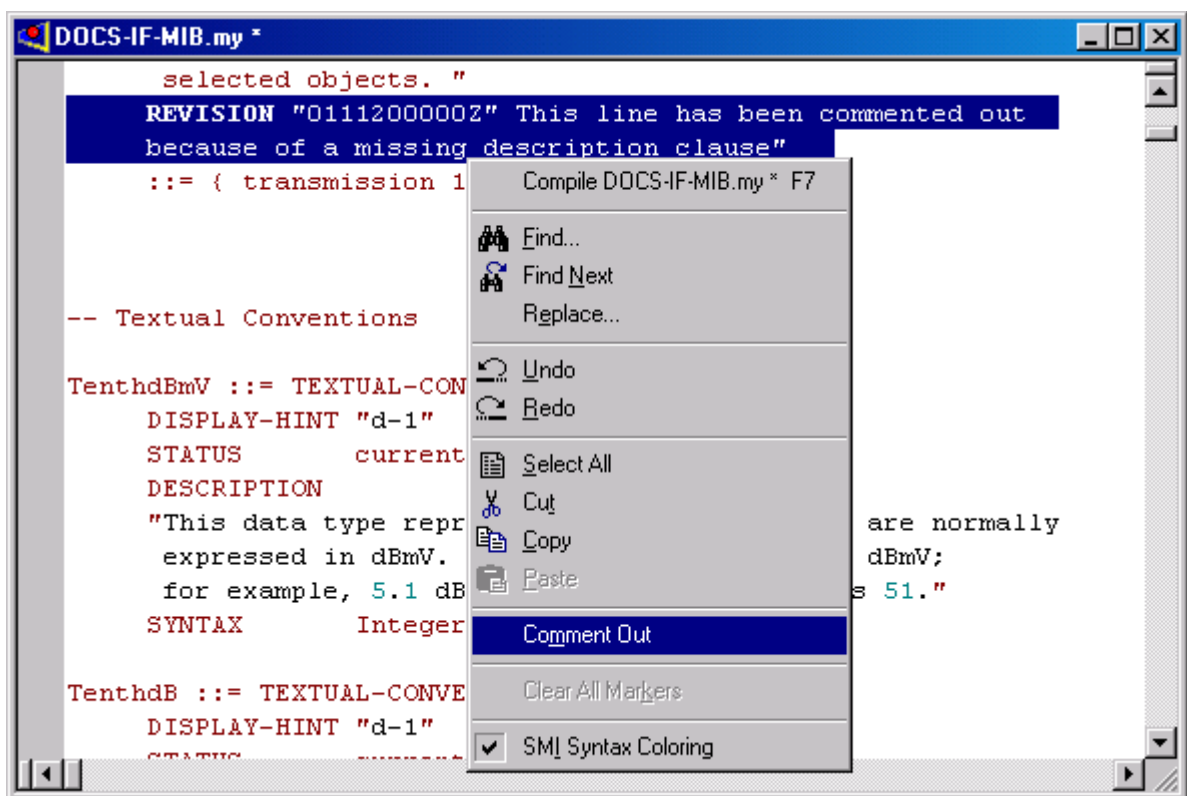 DOCS-IF-MIB.my *
selected objects. "
REVISION "0111200000Z" This line has been commented out
because of a missing description clause"
::= { transmission 1
-- Textual Conventions
TenthdBmV ::= TEXTUAL-CON
DISPLAY-HINT "d-1"
STATUS current
DESCRIPTION
"This data type repr are normally
expressed in dBmV. dBmV;
for example, 5.1 dB s 51."
SYNTAX Integer
TenthdB ::= TEXTUAL-CONVE
DISPLAY-HINT "d-1"
Compile DOCS-IF-MIB.my * F7
Find...
Find Next
Replace...
Undo
Redo
Select All
Cut
Copy
Paste
Comment Out
Clear All Markers
SMI Syntax Coloring